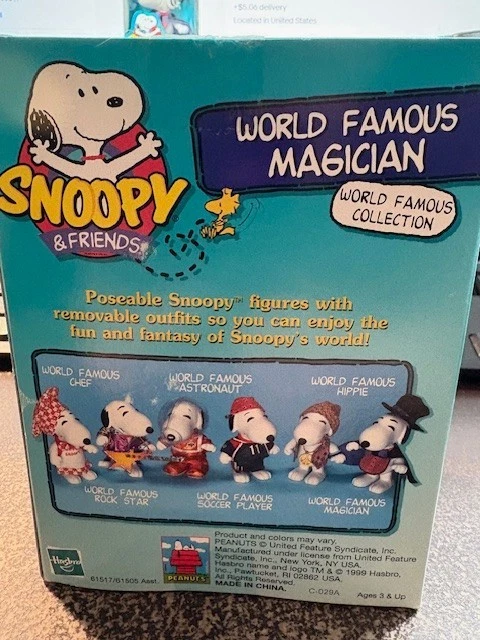 +$5.06 delivery
Located in United States
SNOOPY
& FRIENDS
WORLD FAMOUS
MAGICIAN
WORLD FAMOUS
COLLECTION
Poseable Snoopy™ figures with
removable outfits so you can enjoy the
fun and fantasy of Snoopy's world!
WORLD FAMOUS
CHEF
WORLD FAMOUS
ASTRONAUT
WORLD FAMOUS
HIPPIE
WORLD FAMOUS
ROCK STAR
WORLD FAMOUS
SOCCER PLAYER
WORLD FAMOUS
MAGICIAN
Hasbro
61517/61505 Asst.
PEANUTS
Product and colors may vary.
PEANUTS © United Feature Syndicate, Inc.
Manufactured under license from United Feature
Syndicate, Inc., New York, NY USA.
Hasbro name and logo TM & © 1999 Hasbro,
Inc., Pawtucket, RI 02862 USA.
All Rights Reserved.
MADE IN CHINA.
C-029A
Ages 3 & Up